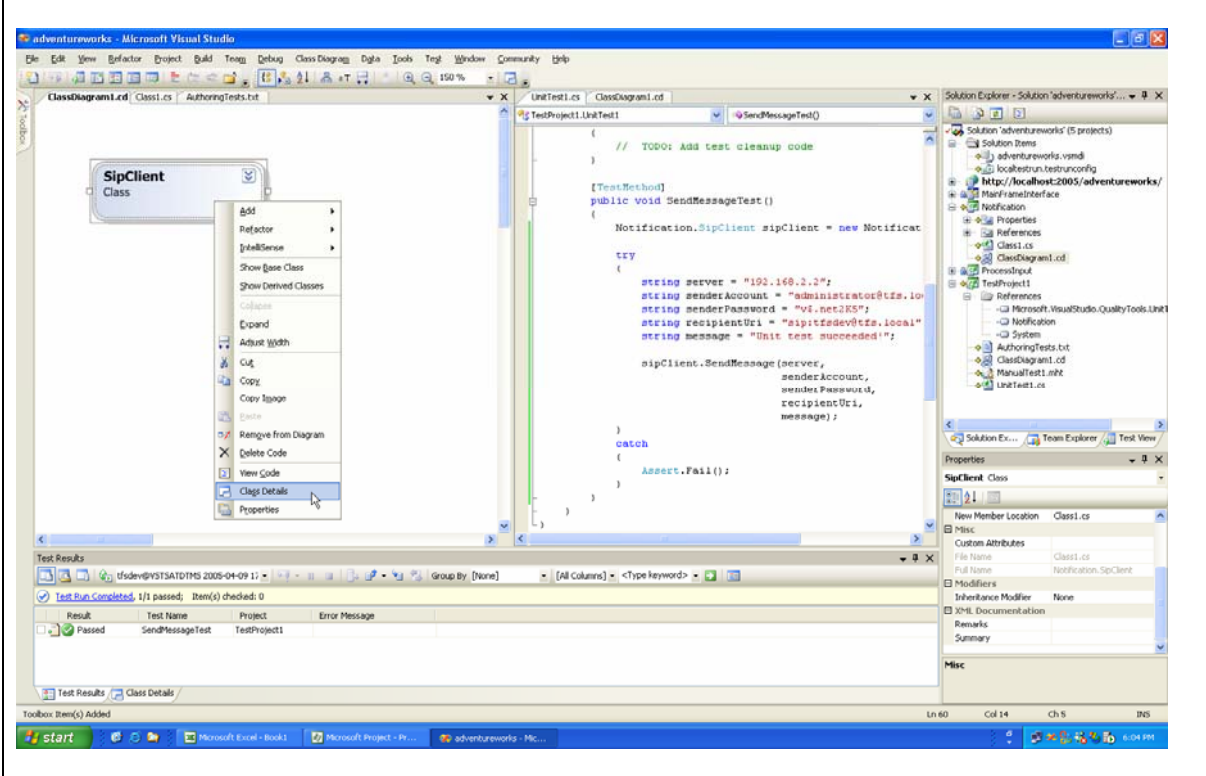 adventureworks - Microsoft Visual Studio
File Edit View Refactor Project Build Team Debug Class Diagram Data Tools Test Window Community Help
150 %
Toolbox
ClassDiagram1.cd Class1.cs AuthoringTests.txt
SipClient
Class
Add
Refactor
IntelliSense
Show Base Class
Show Derived Classes
Collapse
Expand
Adjust Width
Cut
Copy
Copy Image
Paste
Remove from Diagram
Delete Code
View Code
Class Details
Properties
UnitTest1.cs ClassDiagram1.cd
TestProject1.UnitTest1 SendMessageTest()
{
// TODO: Add test cleanup code
}
[TestMethod]
public void SendMessageTest()
{
Notification.SipClient sipClient = new Notificat
try
{
string server = "192.168.2.2";
string senderAccount = "administrator@tfs.lo
string senderPassword =
string recipientUri = "sip:tfsdev@tfs.local"
string message = "Unit test succeeded!";
sipClient.SendMessage(server,
senderAccount,
senderPassword,
recipientUri,
message);
}
catch
{
Assert.Fail();
}
}
}
}
Solution Explorer - Solution 'adventureworks'...
Solution 'adventureworks' (5 projects)
Solution Items
adventureworks.vsmdi
localtestrun.testrunconfig
http://localhost:2005/adventureworks/
MainFrameInterface
Notification
Properties
References
Class1.cs
ClassDiagram1.cd
ProcessInput
TestProject1
References
Microsoft.VisualStudio.QualityTools.UnitT
Notification
System
AuthoringTests.txt
ClassDiagram1.cd
ManualTest1.mht
UnitTest1.cs
Solution Ex... Team Explorer Test View
Properties
SipClient Class
New Member Location Class1.cs
Misc
Custom Attributes
File Name Class1.cs
Full Name Notification.SipClient
Modifiers
Inheritance Modifier None
XML Documentation
Remarks
Summary
Misc
Test Results
tfsdev@VSTSATDTMS 2005-04-09 17 Group By [None] [All Columns] <Type keyword>
Test Run Completed, 1/1 passed; Item(s) checked: 0
Result Test Name Project Error Message
Passed SendMessageTest TestProject1
Test Results Class Details
Toolbox Item(s) Added Ln 60 Col 14 Ch 5 INS
start Microsoft Excel - Book1 Microsoft Project - Pr... adventureworks - Mic... 6:04 PM